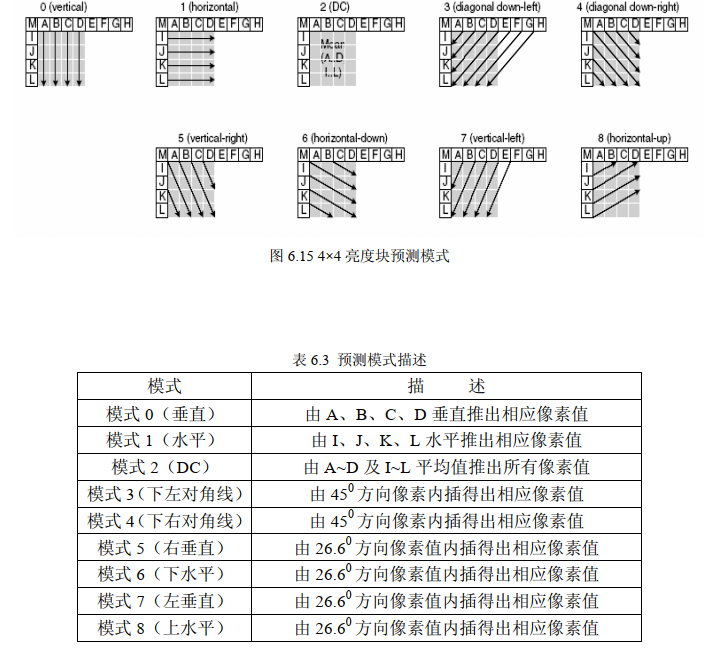 0 (vertical) 1 (horizontal) 2 (DC) 3 (diagonal down-left) 4 (diagonal down-right)
M A B C D E F G H M A B C D E F G H M A B C D E F G H M A B C D E F G H M A B C D E F G H
I I I I I
J J Mean J J J
K K (A..D K K K
L L I..L) L L L
5 (vertical-right) 6 (horizontal-down) 7 (vertical-left) 8 (horizontal-up)
M A B C D E F G H M A B C D E F G H M A B C D E F G H M A B C D E F G H
I I I I
J J J J
K K K K
L L L L
图 6.15 4×4 亮度块预测模式
表 6.3 预测模式描述
模式 描 述
模式 0（垂直） 由 A、B、C、D 垂直推出相应像素值
模式 1（水平） 由 I、J、K、L 水平推出相应像素值
模式 2（DC） 由 A~D 及 I~L 平均值推出所有像素值
模式 3（下左对角线） 由 45⁰ 方向像素内插得出相应像素值
模式 4（下右对角线） 由 45⁰ 方向像素内插得出相应像素值
模式 5（右垂直） 由 26.6⁰ 方向像素值内插得出相应像素值
模式 6（下水平） 由 26.6⁰ 方向像素值内插得出相应像素值
模式 7（左垂直） 由 26.6⁰ 方向像素值内插得出相应像素值
模式 8（上水平） 由 26.6⁰ 方向像素值内插得出相应像素值